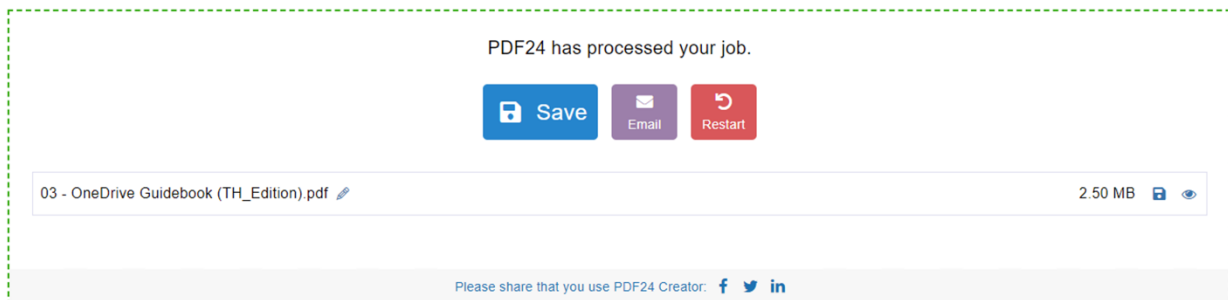 PDF24 has processed your job.
Save
Email
Restart
03 - OneDrive Guidebook (TH_Edition).pdf 2.50 MB
Please share that you use PDF24 Creator: